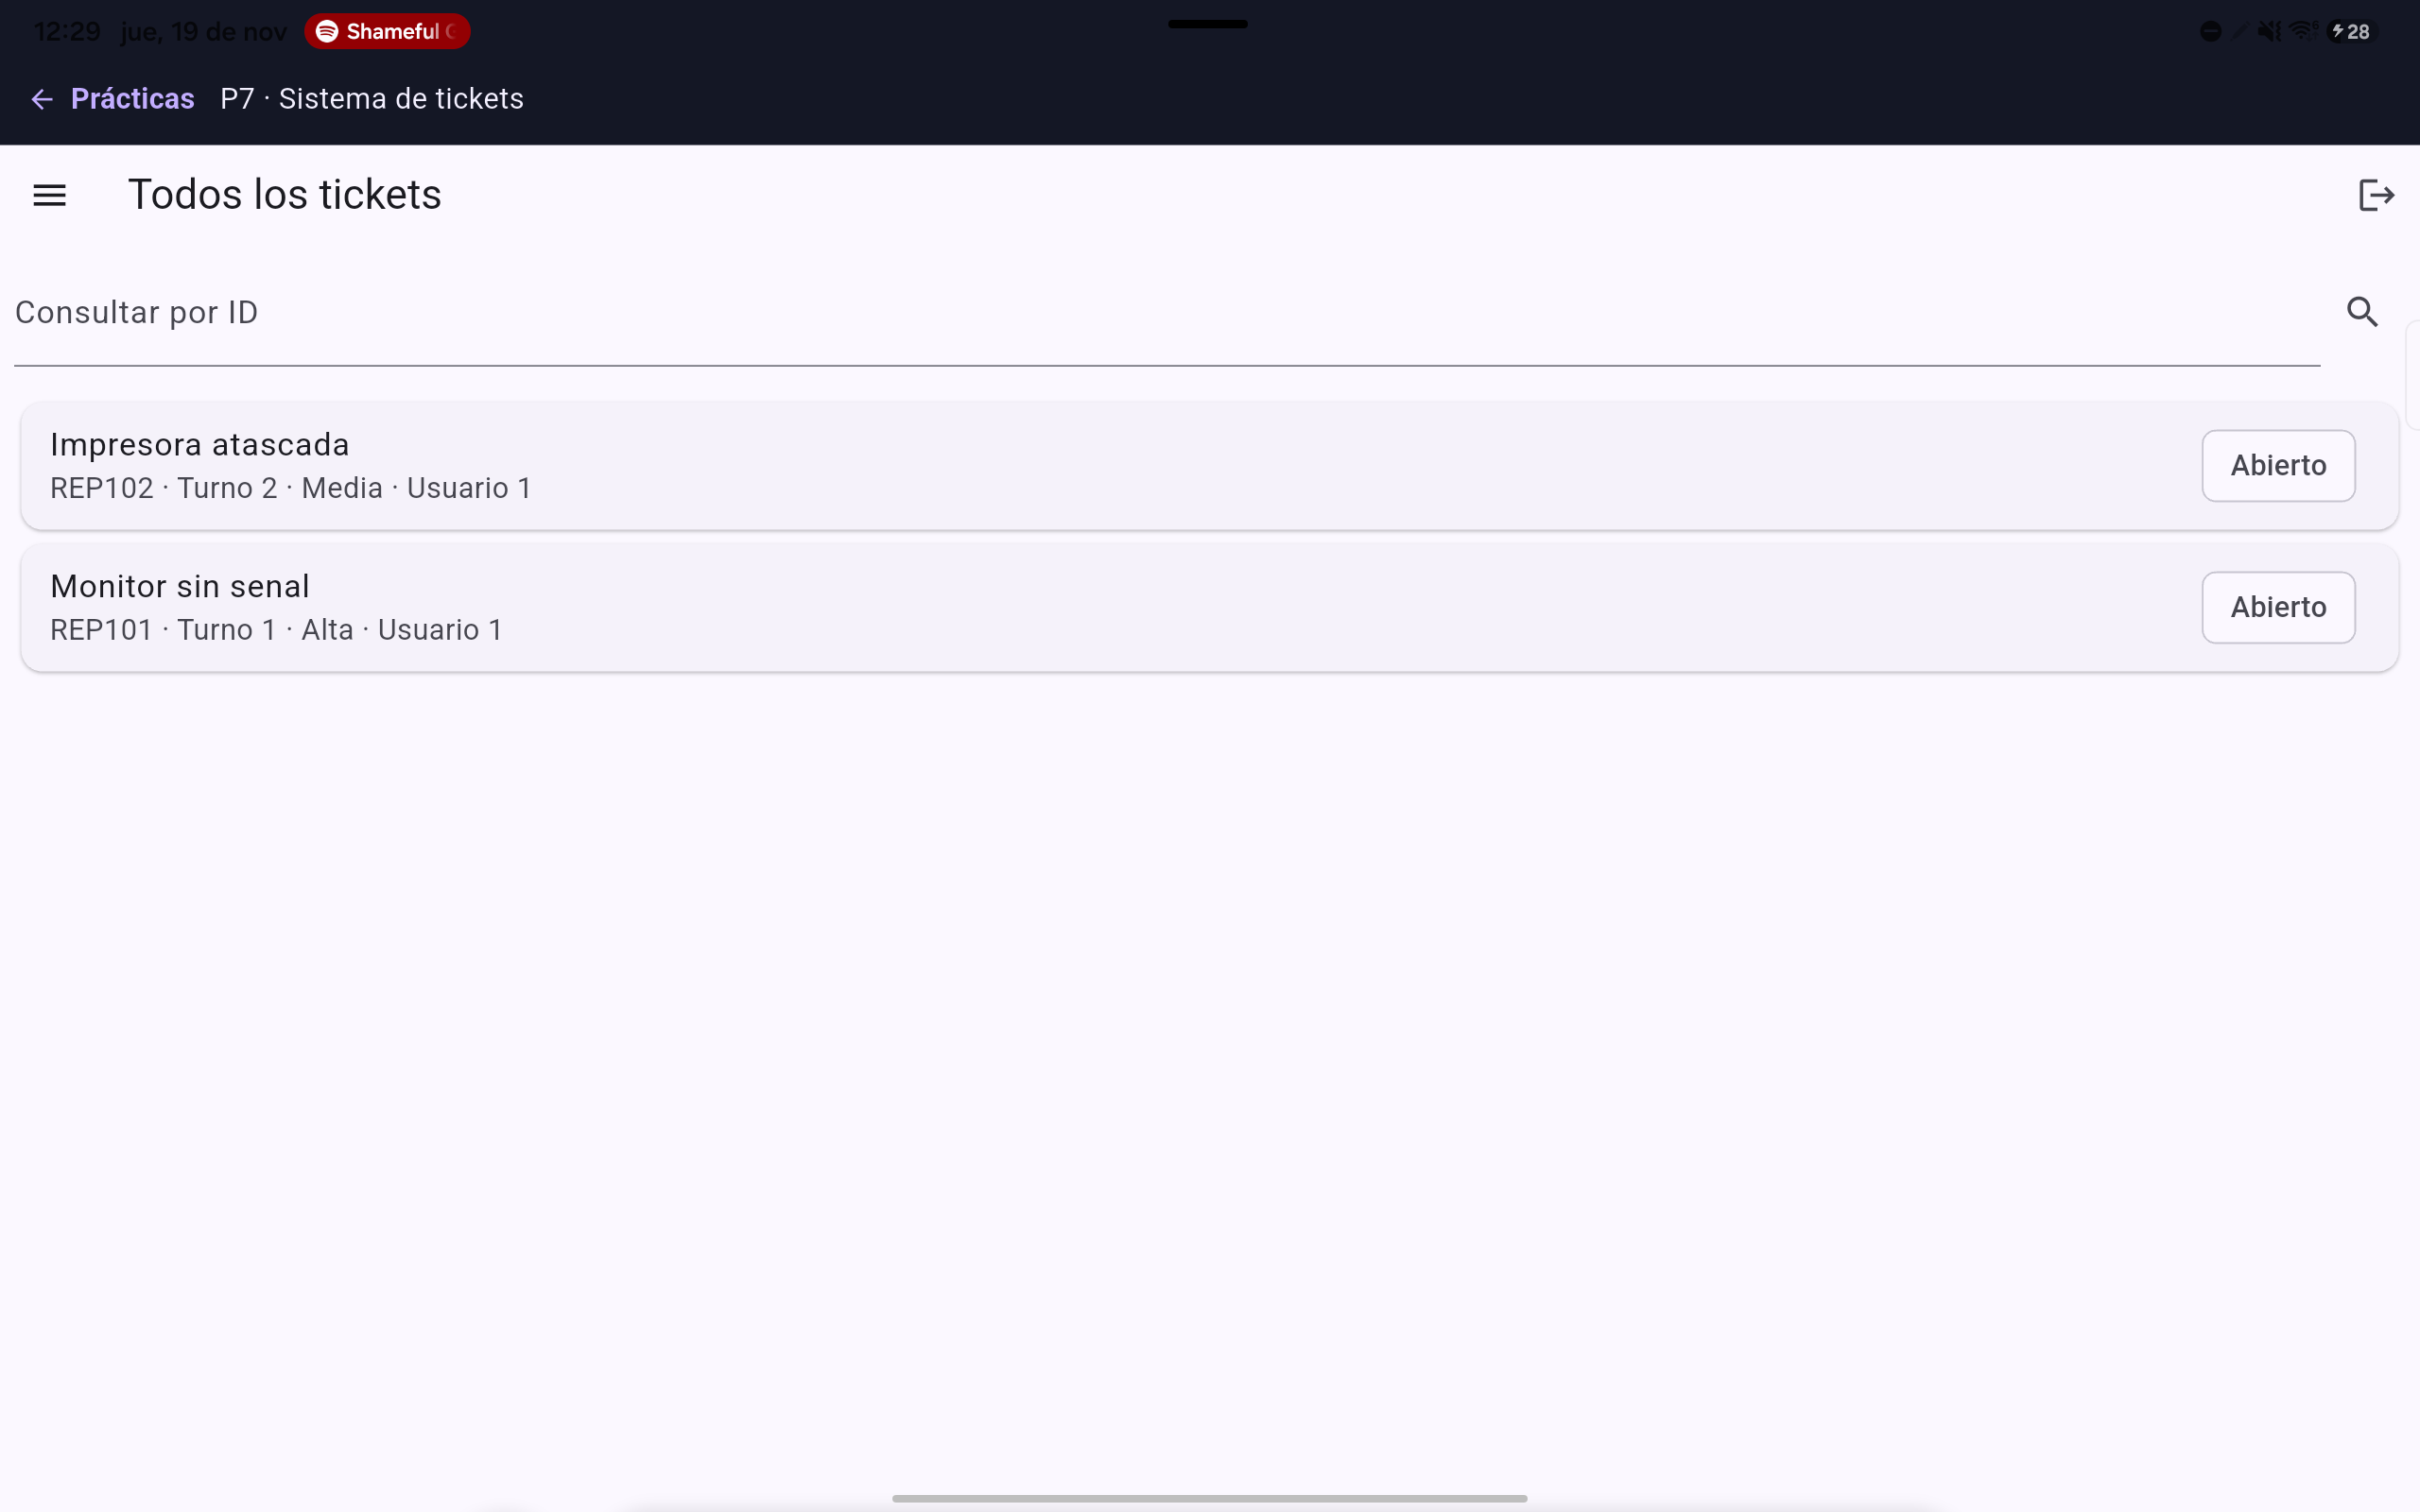 12:29 jue, 19 de nov Shameful
28
← Prácticas P7 · Sistema de tickets
Todos los tickets
Consultar por ID
Impresora atascada
REP102 · Turno 2 · Media · Usuario 1
Abierto
Monitor sin senal
REP101 · Turno 1 · Alta · Usuario 1
Abierto